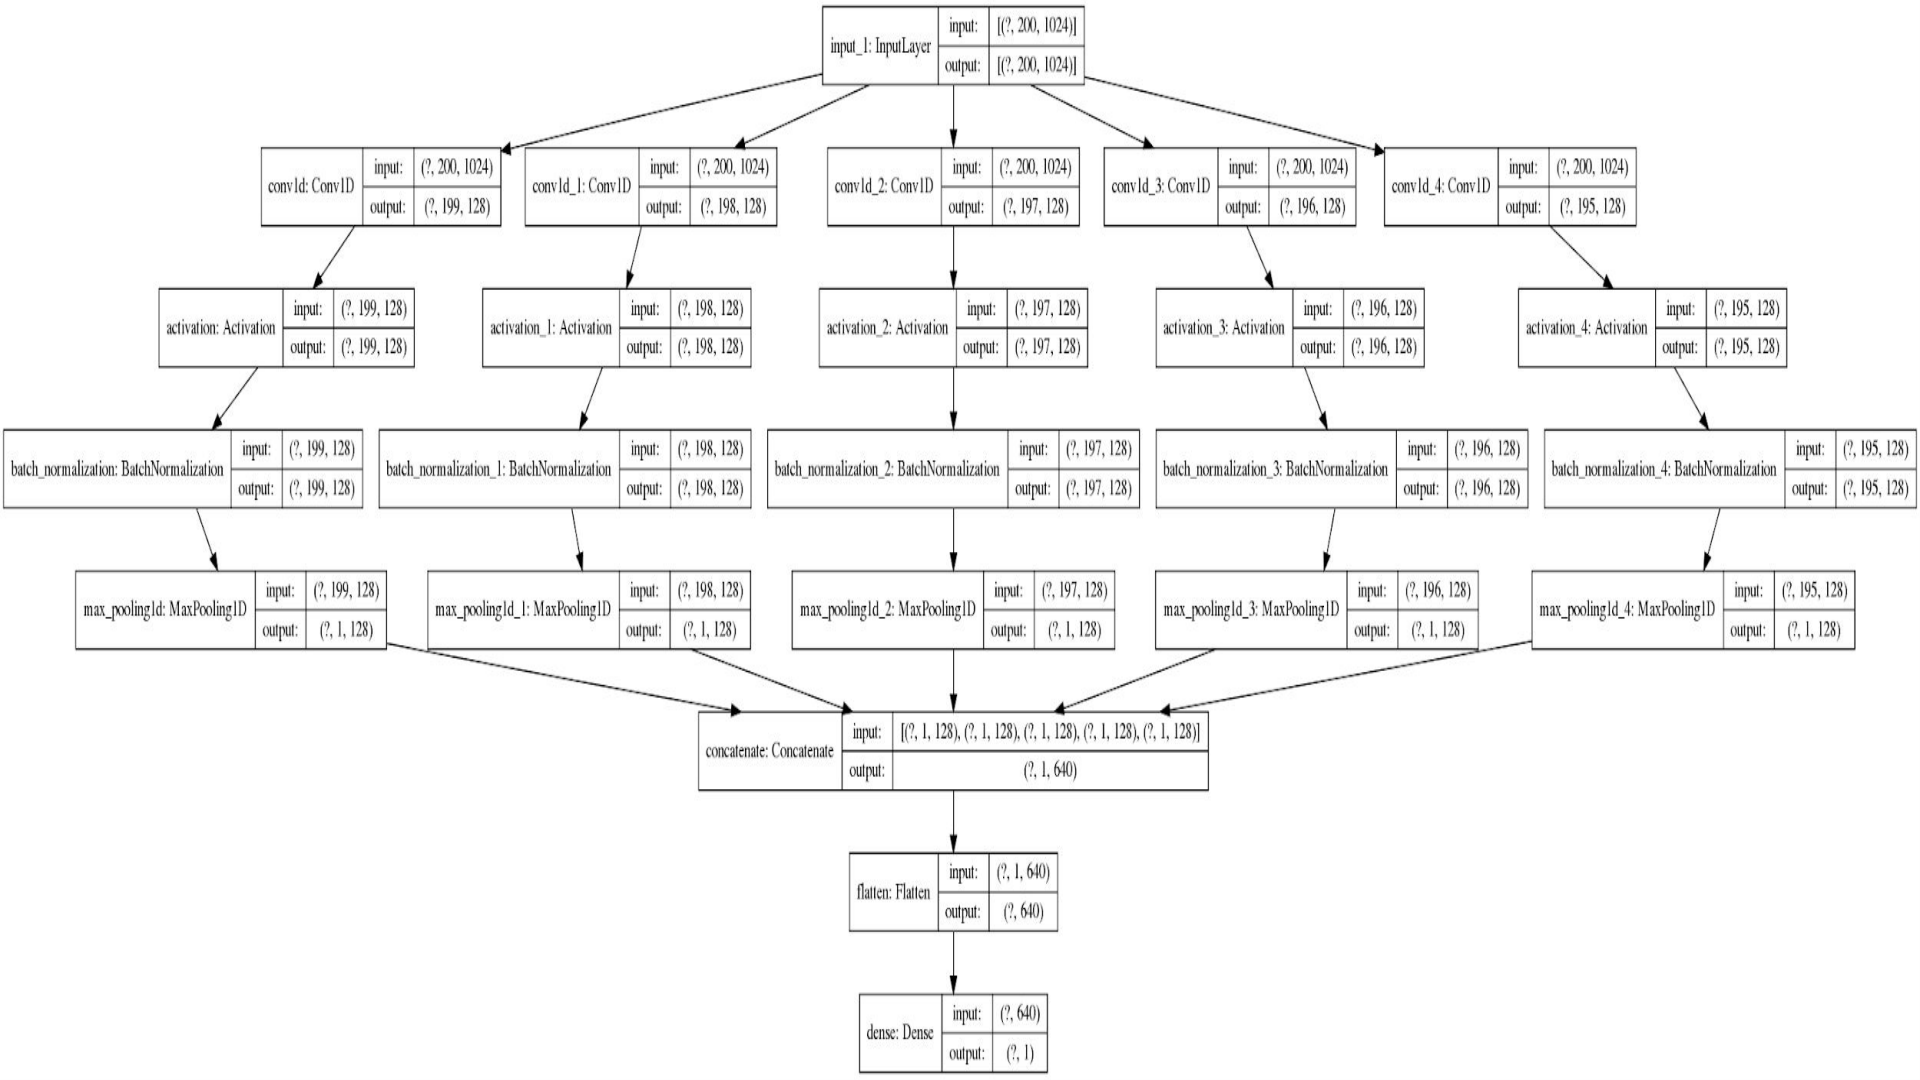 input_1: InputLayer input: [(?, 200, 1024)]
output: [(?, 200, 1024)]
conv1d: Conv1D input: (?, 200, 1024)
output: (?, 199, 128)
conv1d_1: Conv1D input: (?, 200, 1024)
output: (?, 198, 128)
conv1d_2: Conv1D input: (?, 200, 1024)
output: (?, 197, 128)
conv1d_3: Conv1D input: (?, 200, 1024)
output: (?, 196, 128)
conv1d_4: Conv1D input: (?, 200, 1024)
output: (?, 195, 128)
activation: Activation input: (?, 199, 128)
output: (?, 199, 128)
activation_1: Activation input: (?, 198, 128)
output: (?, 198, 128)
activation_2: Activation input: (?, 197, 128)
output: (?, 197, 128)
activation_3: Activation input: (?, 196, 128)
output: (?, 196, 128)
activation_4: Activation input: (?, 195, 128)
output: (?, 195, 128)
batch_normalization: BatchNormalization input: (?, 199, 128)
output: (?, 199, 128)
batch_normalization_1: BatchNormalization input: (?, 198, 128)
output: (?, 198, 128)
batch_normalization_2: BatchNormalization input: (?, 197, 128)
output: (?, 197, 128)
batch_normalization_3: BatchNormalization input: (?, 196, 128)
output: (?, 196, 128)
batch_normalization_4: BatchNormalization input: (?, 195, 128)
output: (?, 195, 128)
max_pooling1d: MaxPooling1D input: (?, 199, 128)
output: (?, 1, 128)
max_pooling1d_1: MaxPooling1D input: (?, 198, 128)
output: (?, 1, 128)
max_pooling1d_2: MaxPooling1D input: (?, 197, 128)
output: (?, 1, 128)
max_pooling1d_3: MaxPooling1D input: (?, 196, 128)
output: (?, 1, 128)
max_pooling1d_4: MaxPooling1D input: (?, 195, 128)
output: (?, 1, 128)
concatenate: Concatenate input: [(?, 1, 128), (?, 1, 128), (?, 1, 128), (?, 1, 128), (?, 1, 128)]
output: (?, 1, 640)
flatten: Flatten input: (?, 1, 640)
output: (?, 640)
dense: Dense input: (?, 640)
output: (?, 1)